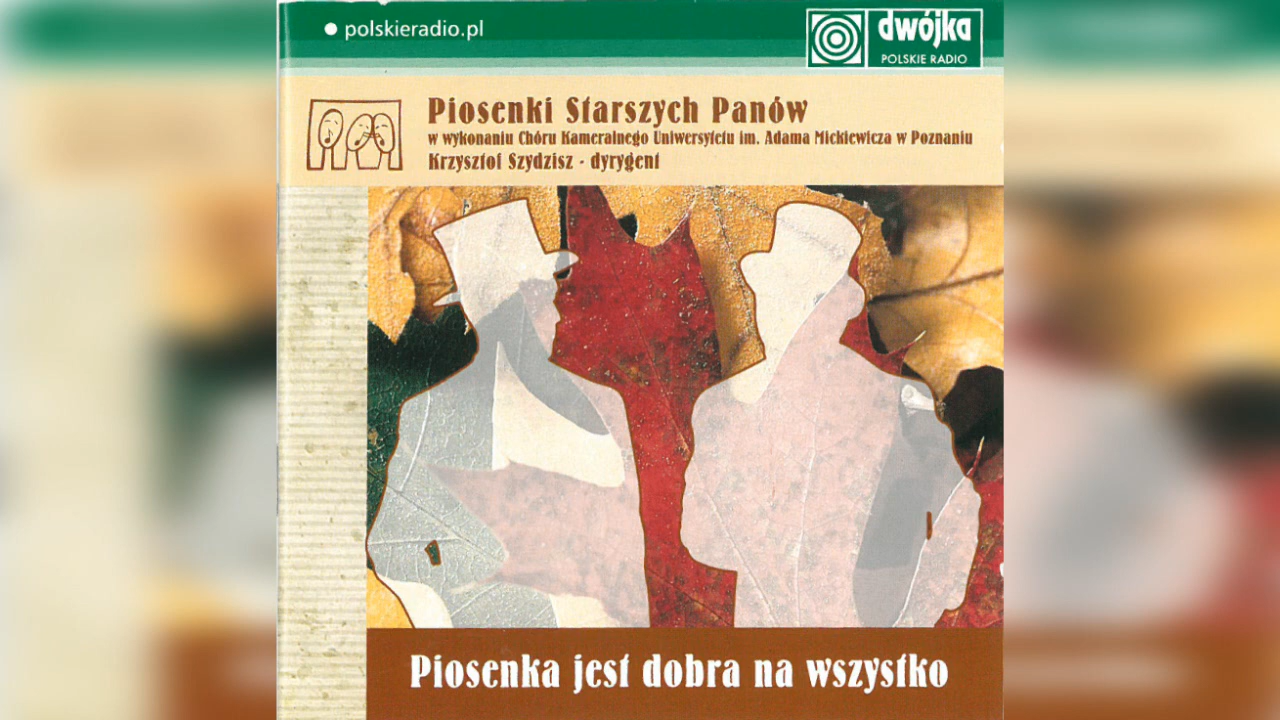 polskieradio.pl
dwójka
POLSKIE RADIO
Piosenki Starszych Panów
w wykonaniu Chóru Kameralnego Uniwersytetu im. Adama Mickiewicza w Poznaniu
Krzysztof Szydzisz - dyrygent
Piosenka jest dobra na wszystko